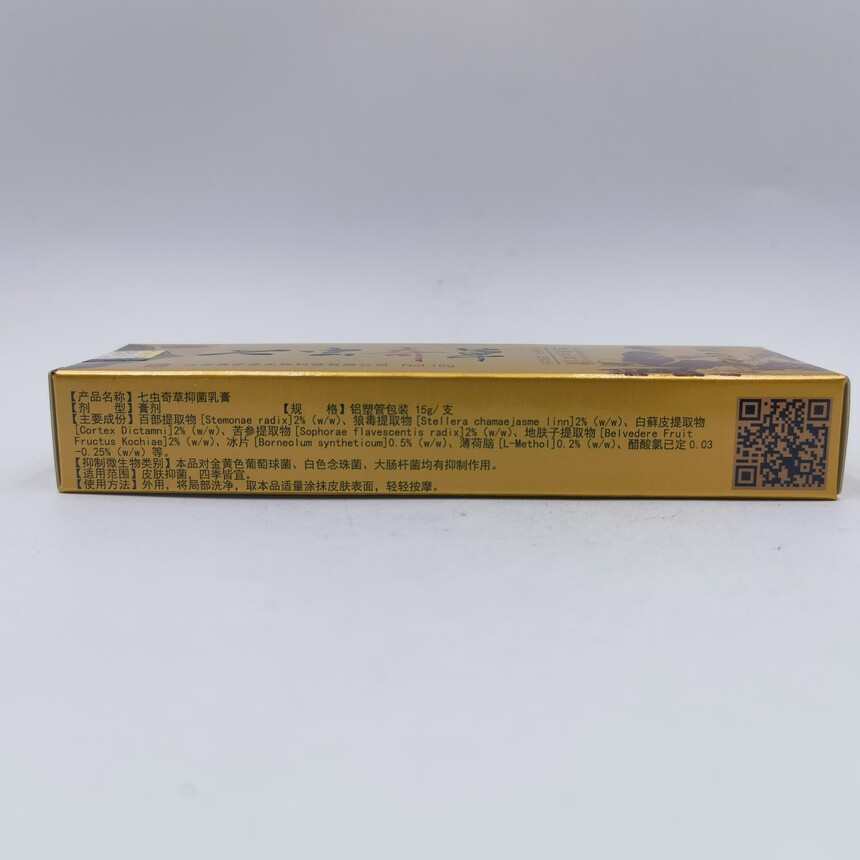 【产品名称】七虫奇草抑菌乳膏
【剂 型】膏剂 【规 格】铝塑管包装 15g/支
【主要成份】百部提取物[Stemonae radix]2%(w/w)、狼毒提取物[Stellera chamaejasme linn]2%(w/w)、白蘚皮提取物
[Cortex Dictamni]2%(w/w)、苦参提取物[Sophorae flavescentis radix]2%(w/w)、地肤子提取物[Belvedere Fruit
Fructus Kochiae]2%(w/w)、冰片[Borneolum syntheticum]0.5%(w/w)、薄荷脑[L-Methol]0.2%(w/w)、醋酸氯已定0.03
-0.25%(w/w)等。
【抑制微生物类别】本品对金黄色葡萄球菌、白色念珠菌、大肠杆菌均有抑制作用。
【适用范围】皮肤抑菌，四季皆宜。
【使用方法】外用，将局部洗净，取本品适量涂抹皮肤表面，轻轻按摩。